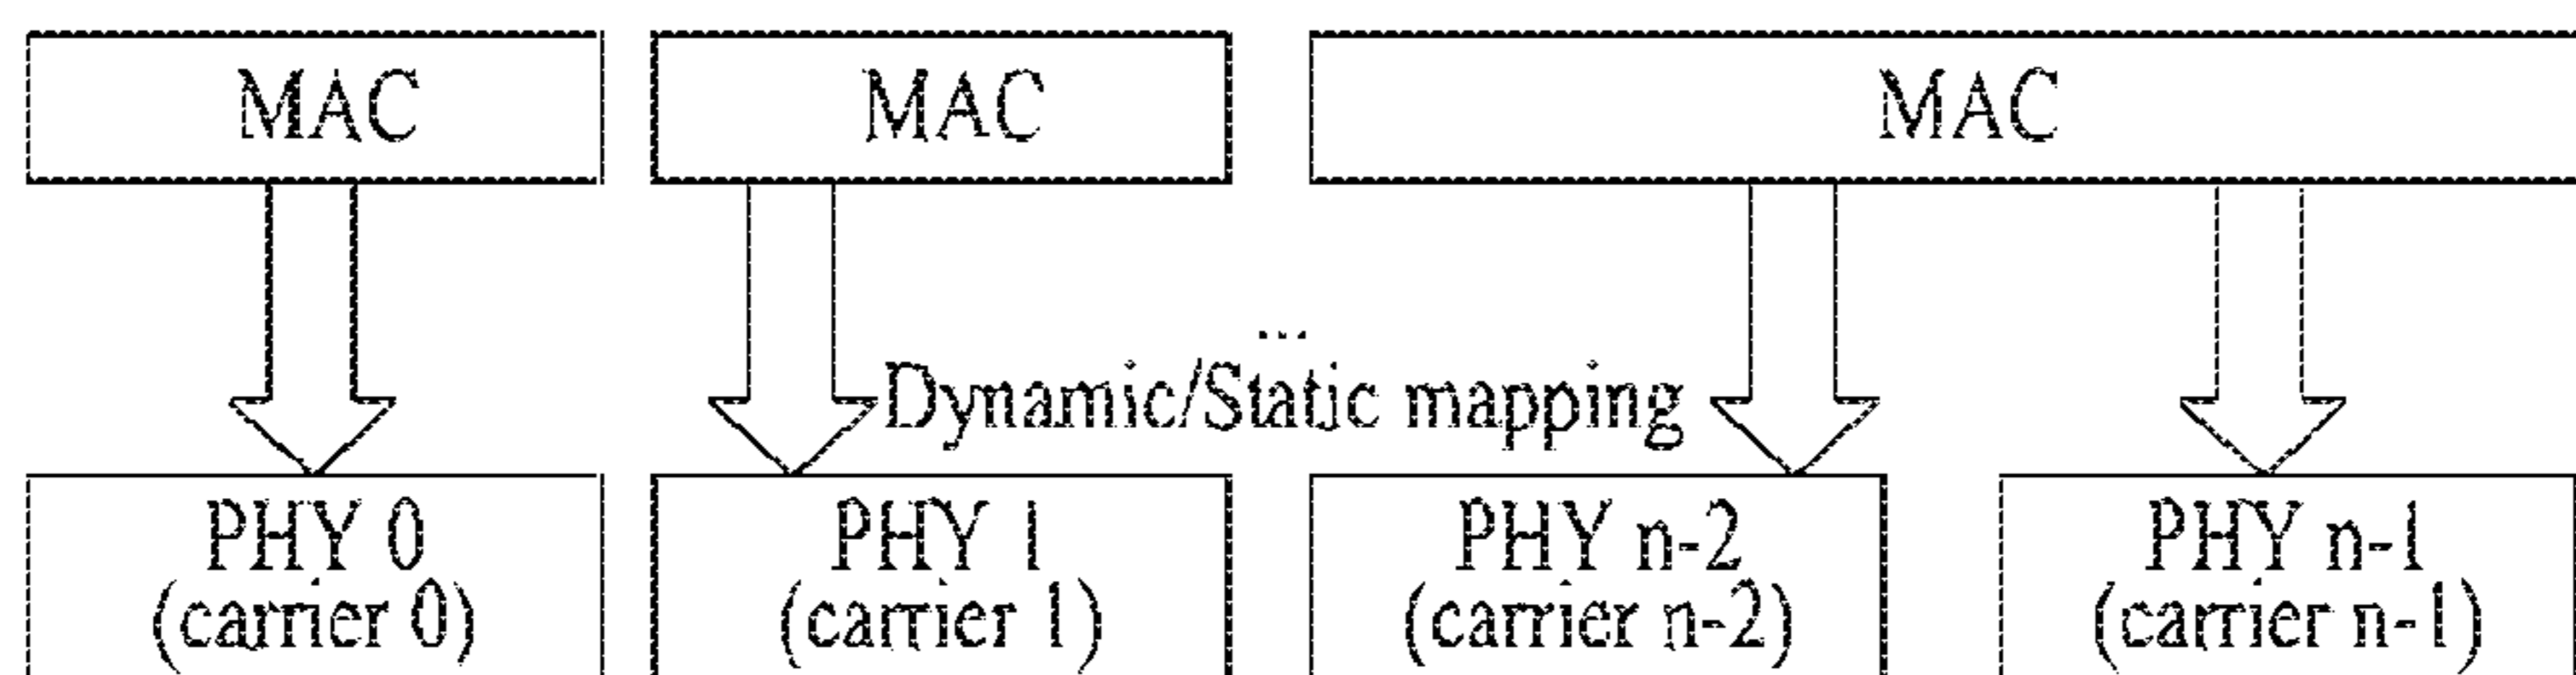 MAC
MAC
MAC
...
Dynamic/Static mapping
PHY 0
(carrier 0)
PHY 1
(carrier 1)
PHY n-2
(carrier n-2)
PHY n-1
(carrier n-1)